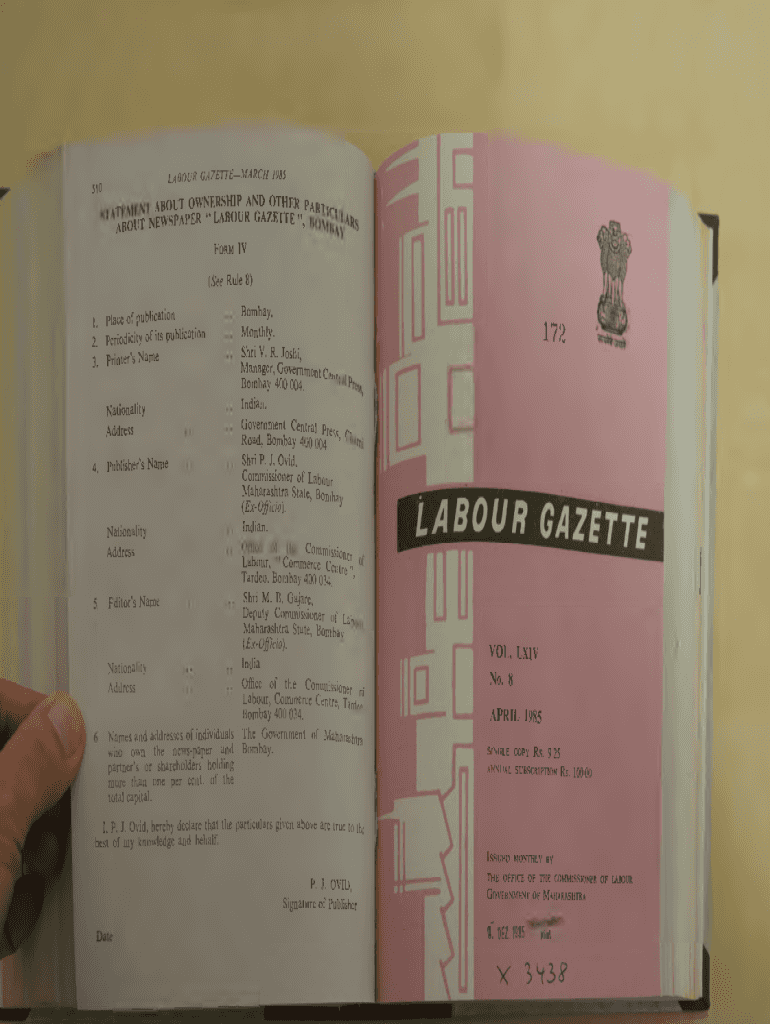 510
LABOUR GAZETTE—MARCH 1985
STATEMENT ABOUT OWNERSHIP AND OTHER PARTICULARS
ABOUT NEWSPAPER "LABOUR GAZETTE", BOMBAY
FORM IV
(See Rule 8)
1. Place of publication .. Bombay.
2. Periodicity of its publication .. Monthly.
3. Printer's Name .. Shri V. R. Joshi,
Manager, Government Central Press,
Bombay 400 004.
Nationality .. Indian.
Address .. .. Government Central Press,
Road, Bombay 400 004
4. Publisher's Name .. Shri P. J. Ovid,
Commissioner of Labour
Maharashtra State, Bombay
(Ex-Officio).
Nationality .. Indian.
Address .. .. Office of the Commissioner of
Labour, "Commerce Centre",
Tardeo, Bombay 400 034.
5 Editor's Name .. .. Shri M. B. Gajare,
Deputy Commissioner of Labour
Maharashtra State, Bombay
(Ex-Officio).
Nationality .. .. India
Address .. .. Office of the Commissioner of
Labour, Commerce Centre, Tardeo
Bombay 400 034.
6 Names and addresses of individuals The Government of Maharashtra
who own the news-paper and Bombay.
partner's or shareholders holding
more than one per cent. of the
total capital.
I, P. J. Ovid, hereby declare that the particulars given above are true to the
best of my knowledge and behalf.
P. J. OVID,
Signature of Publisher
Date
172
LABOUR GAZETTE
VOL. LXIV
No. 8
APRIL 1985
SINGLE COPY RS. 9.25
ANNUAL SUBSCRIPTION RS. 100-00
ISSUED MONTHLY BY
THE OFFICE OF THE COMMISSIONER OF LABOUR
GOVERNMENT OF MAHARASHTRA
DEZ 1985
X 3438